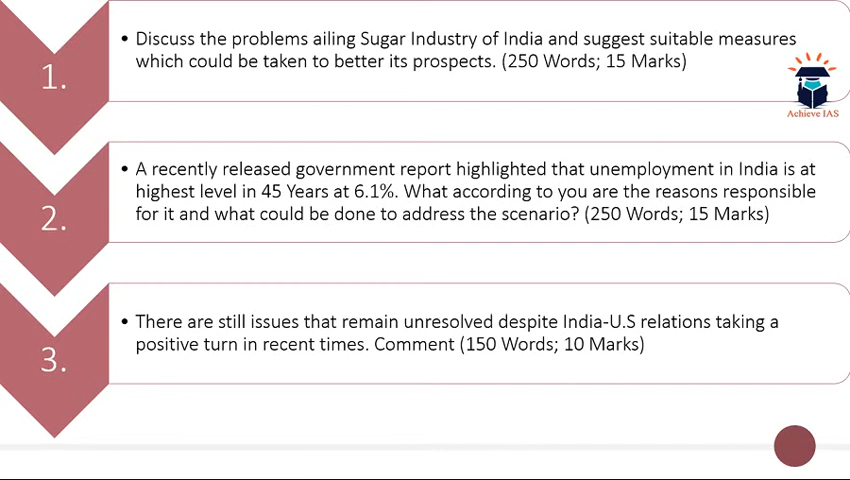 1.
• Discuss the problems ailing Sugar Industry of India and suggest suitable measures
which could be taken to better its prospects. (250 Words; 15 Marks)
Achieve IAS
2.
• A recently released government report highlighted that unemployment in India is at
highest level in 45 Years at 6.1%. What according to you are the reasons responsible
for it and what could be done to address the scenario? (250 Words; 15 Marks)
3.
• There are still issues that remain unresolved despite India-U.S relations taking a
positive turn in recent times. Comment (150 Words; 10 Marks)